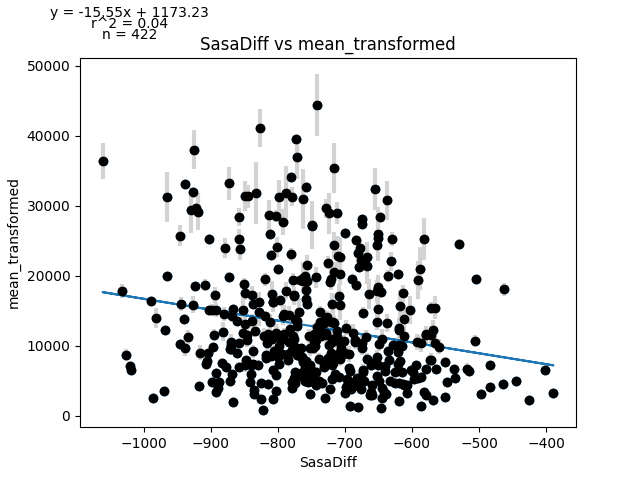 y = -15.55x + 1173.23
r^2 = 0.04
n = 422
SasaDiff vs mean_transformed
50000
40000
30000
20000
10000
0
mean_transformed
−1000
−900
−800
−700
−600
−500
−400
SasaDiff